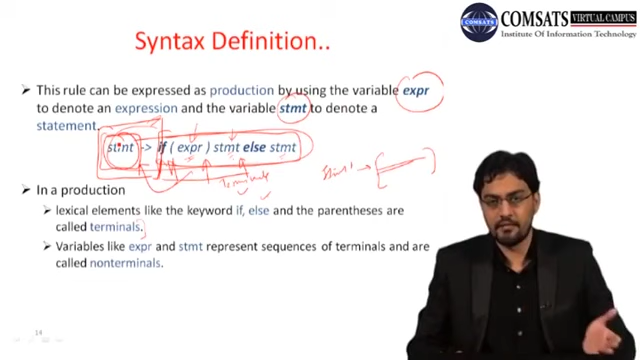 COMSATS VIRTUAL CAMPUS
Institute Of Information Technology
Syntax Definition..
This rule can be expressed as production by using the variable expr
to denote an expression and the variable stmt to denote a
statement.
stmt -> if ( expr ) stmt else stmt
Terminals
stmt →
In a production
lexical elements like the keyword if, else and the parentheses are
called terminals.
Variables like expr and stmt represent sequences of terminals and are
called nonterminals.
14